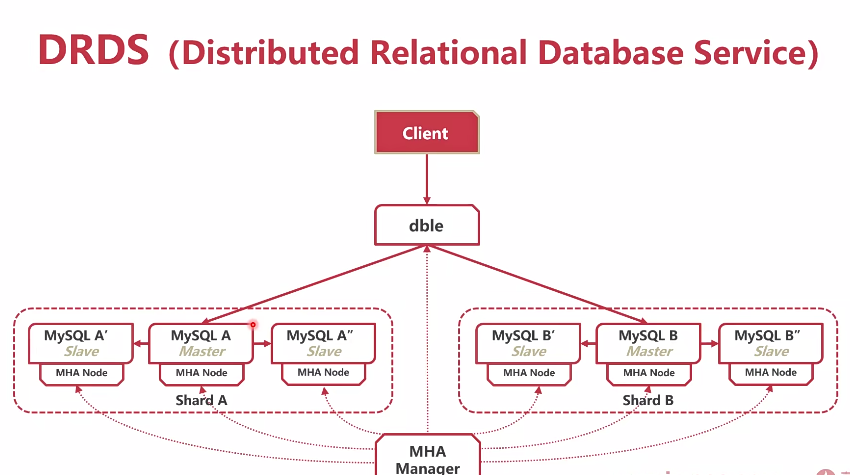 DRDS (Distributed Relational Database Service)
Client
dble
MySQL A’
Slave
MHA Node
MySQL A
Master
MHA Node
MySQL A”
Slave
MHA Node
Shard A
MySQL B‘
Slave
MHA Node
MySQL B
Master
MHA Node
MySQL B”
Slave
MHA Node
Shard B
MHA
Manager